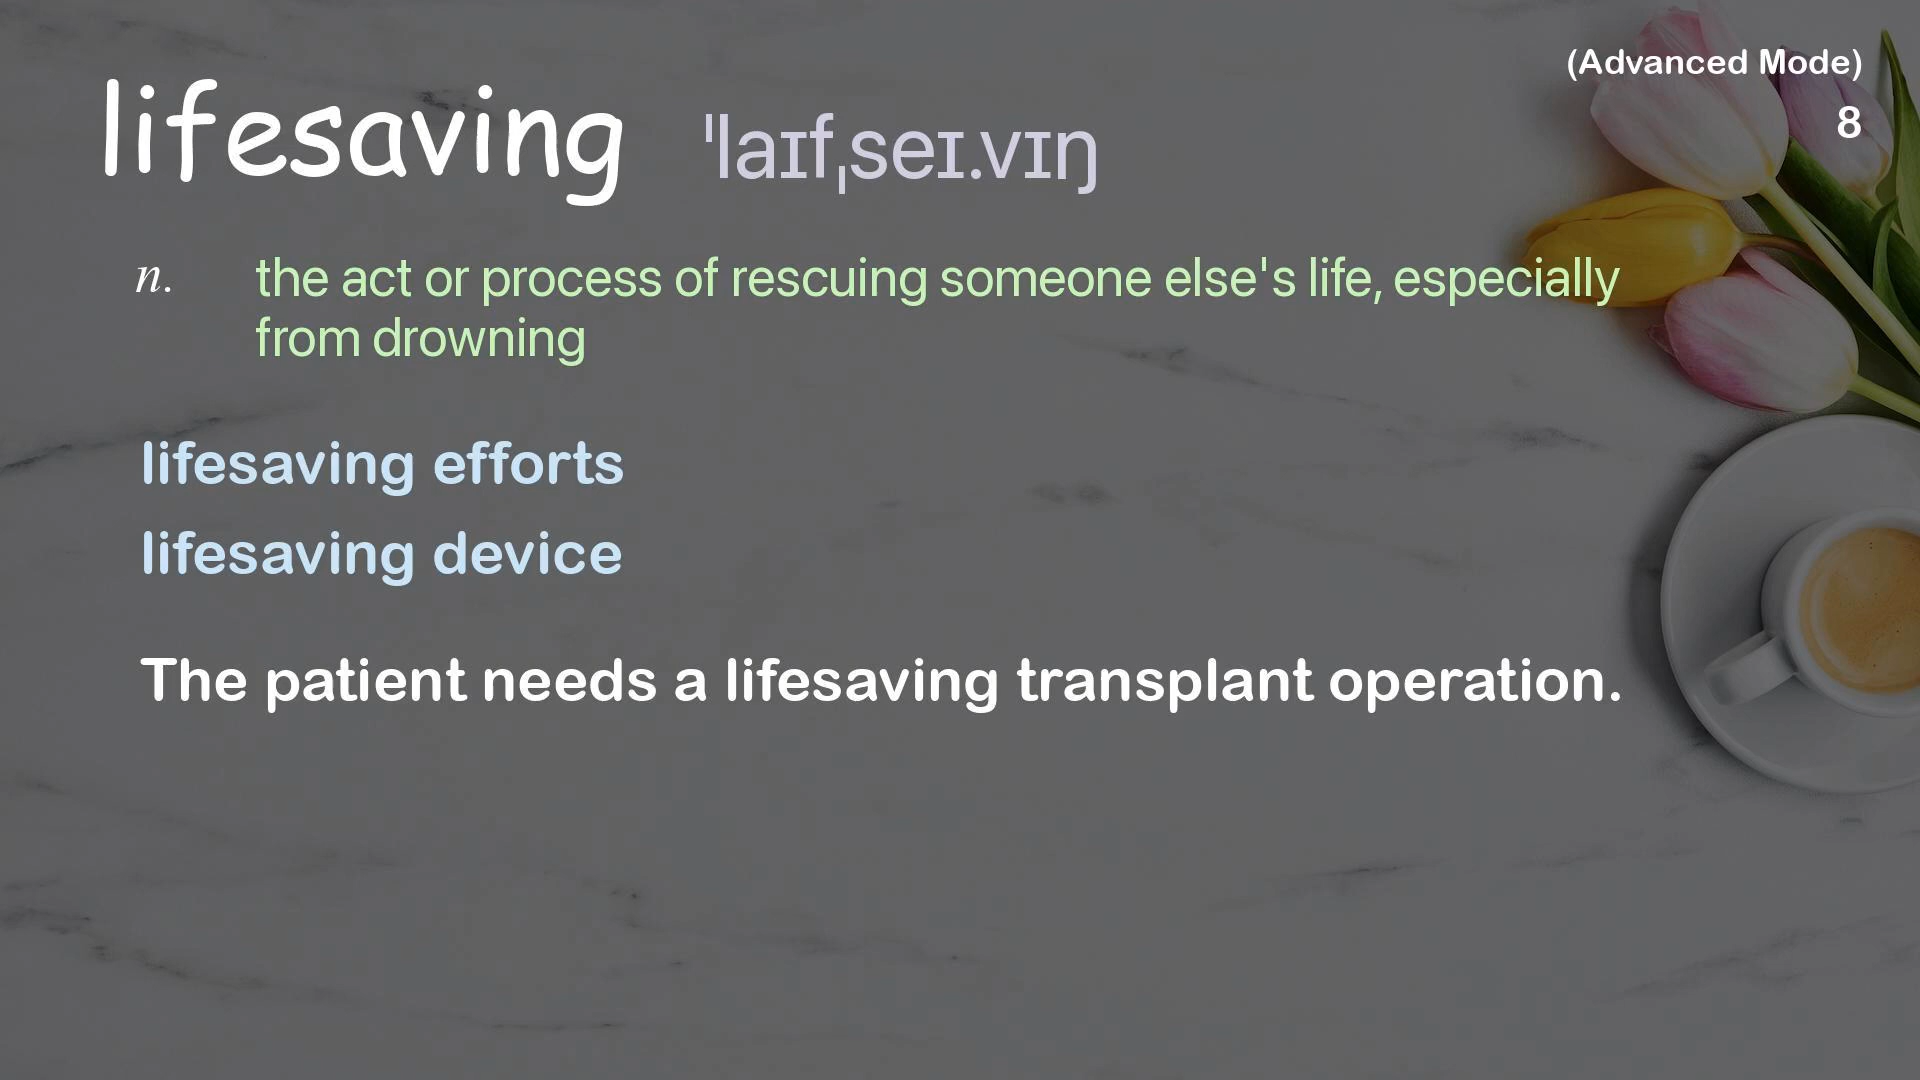 (Advanced Mode)
8
lifesaving ˈlaɪfˌseɪ.vɪŋ
n. the act or process of rescuing someone else's life, especially
from drowning
lifesaving efforts
lifesaving device
The patient needs a lifesaving transplant operation.